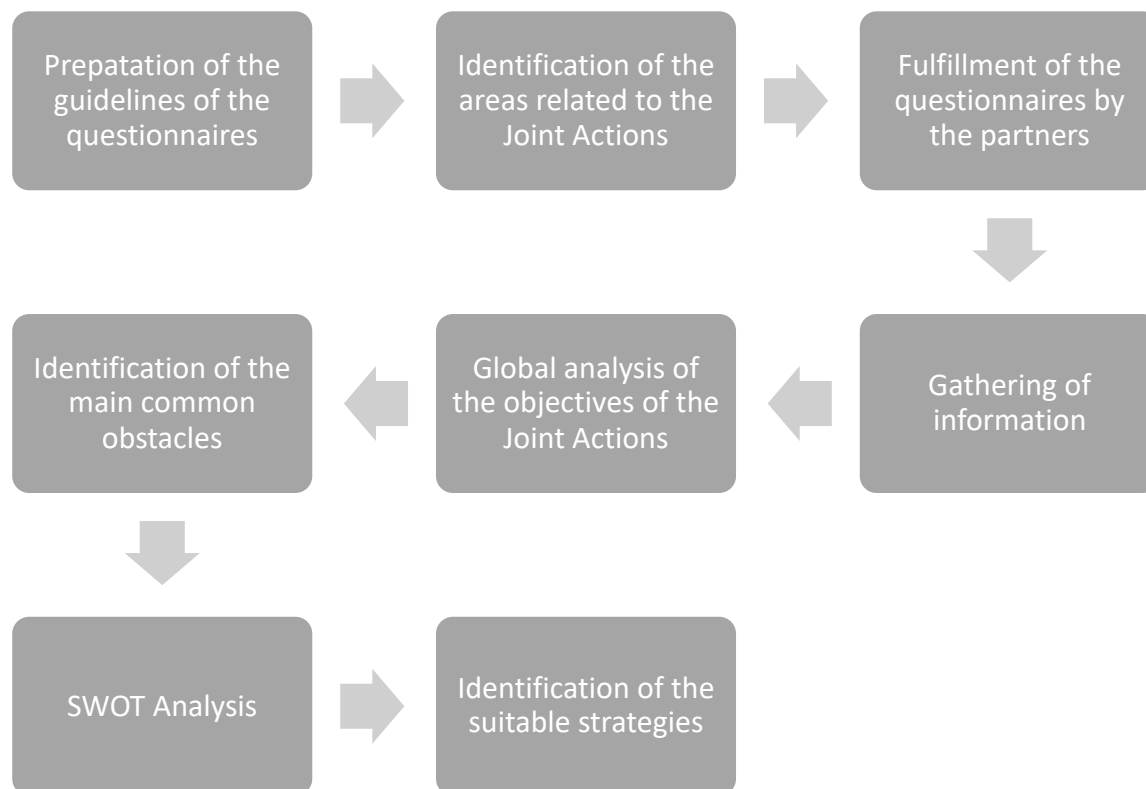 Prepatation of the
guidelines of the
questionnaires
Identification of the
areas related to the
Joint Actions
Fulfillment of the
questionnaires by
the partners
Gathering of
information
Global analysis of
the objectives of the
Joint Actions
Identification of the
main common
obstacles
SWOT Analysis
Identification of the
suitable strategies